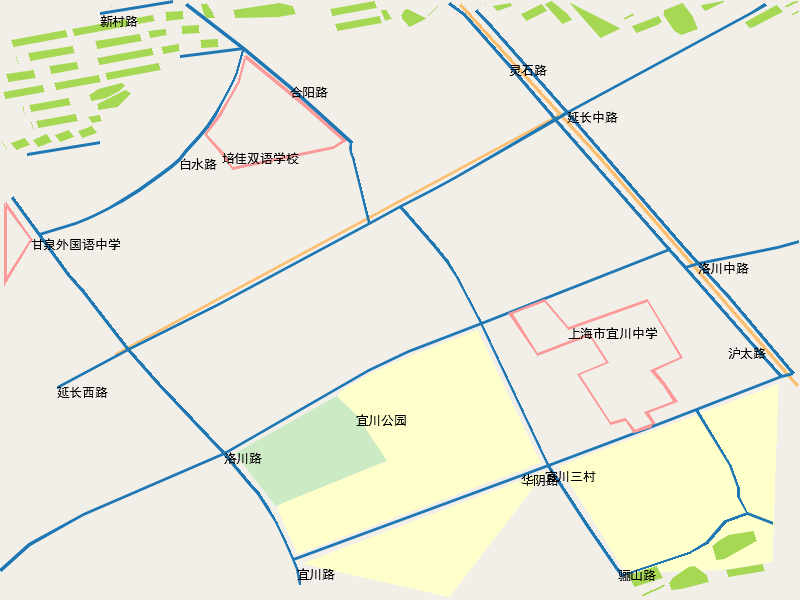 新村路
灵石路
合阳路
延长中路
培佳双语学校
白水路
甘泉外国语中学
洛川中路
上海市宜川中学
沪太路
延长西路
宜川公园
洛川路
宜川三村
华阴路
宜川路
骊山路